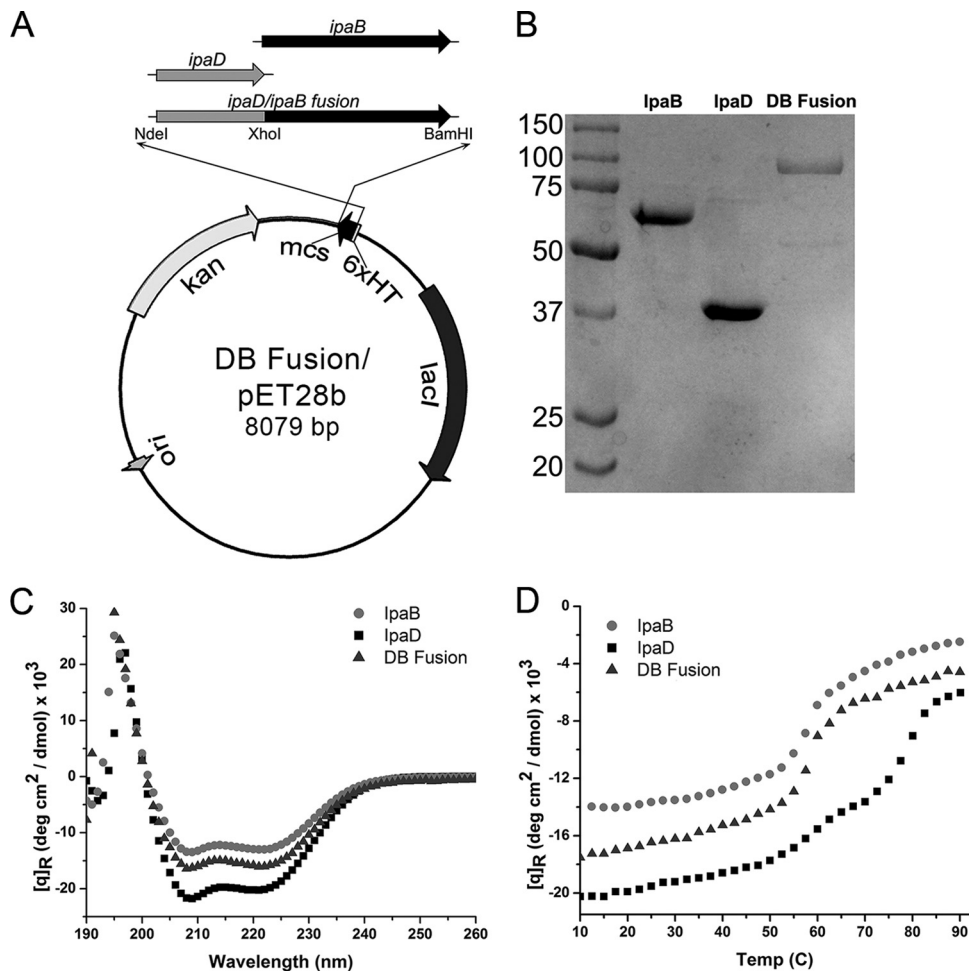 A
ipaB
ipaD
ipaD/ipaB fusion
NdeI
XhoI
BamHI
kan
mcs
6xHT
lacI
ori
DB Fusion/
pET28b
8079 bp
B
IpaB IpaD DB Fusion
150
100
75
50
37
25
20
C
IpaB
IpaD
DB Fusion
[q]R (deg cm2 / dmol) x 103
30
20
10
0
-10
-20
190 200 210 220 230 240 250 260
Wavelength (nm)
D
IpaB
IpaD
DB Fusion
[q]R (deg cm2 / dmol) x 103
0
-4
-8
-12
-16
-20
10 20 30 40 50 60 70 80 90
Temp (C)